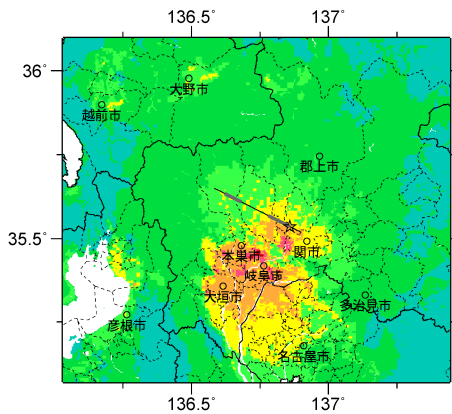 136.5˚ 137˚
36˚
大野市
越前市
郡上市
35.5˚
関市
本巣市
岐阜市
大垣市
多治見市
彦根市
名古屋市
136.5˚ 137˚